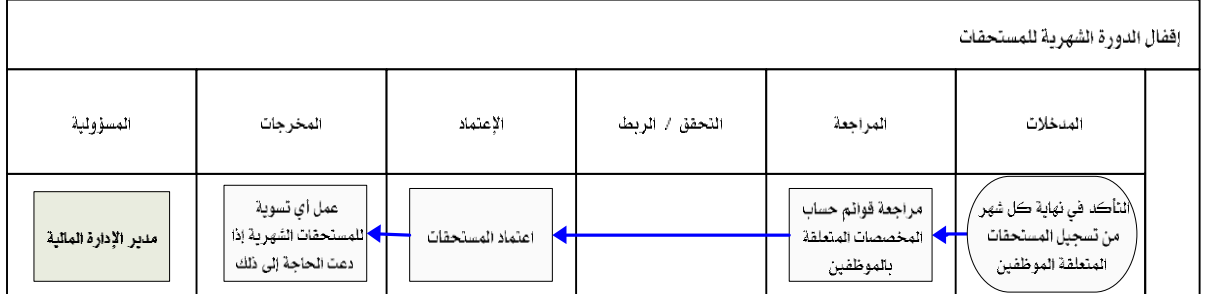 إقفال الدورة الشهرية للمستحقات
المدخلات
المراجعة
التحقق / الربط
الإعتماد
المخرجات
المسؤولية
التأكد في نهاية كل شهر
من تسجيل المستحقات
المتعلقة الموظفين
مراجعة قوائم حساب
المخصصات المتعلقة
بالموظفين
اعتماد المستحقات
عمل أي تسوية
للمستحقات الشهرية إذا
دعت الحاجة إلى ذلك
مدير الإدارة المالية